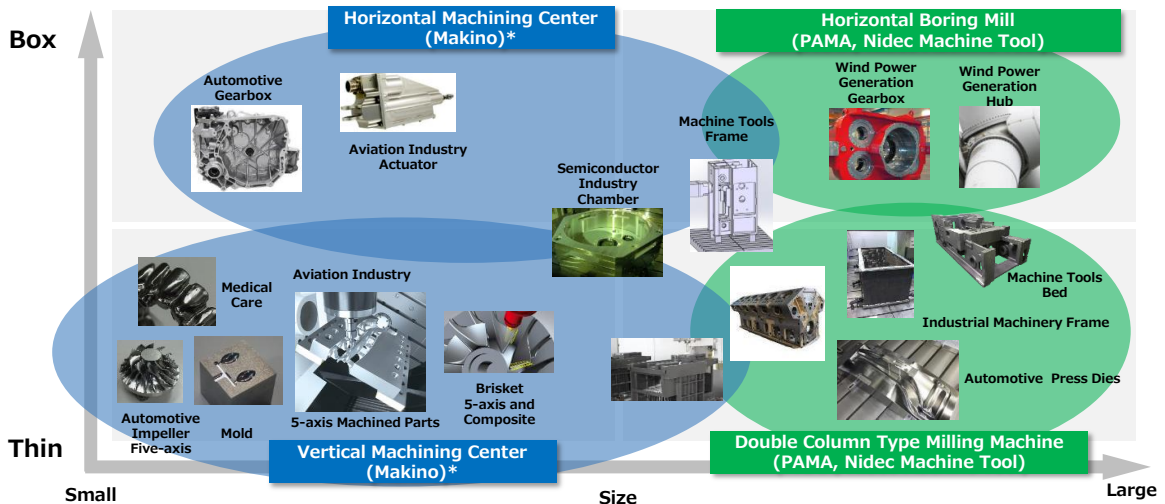 Horizontal Machining Center
(Makino)*
Horizontal Boring Mill
(PAMA, Nidec Machine Tool)
Box
Automotive
Gearbox
Aviation Industry
Actuator
Semiconductor
Industry
Chamber
Machine Tools
Frame
Wind Power
Generation
Gearbox
Wind Power
Generation
Hub
Medical
Care
Aviation Industry
Machine Tools
Bed
Industrial Machinery Frame
Automotive Press Dies
Brisket
5-axis and
Composite
Automotive
Impeller
Five-axis
Mold
5-axis Machined Parts
Thin
Vertical Machining Center
(Makino)*
Double Column Type Milling Machine
(PAMA, Nidec Machine Tool)
Small
Size
Large